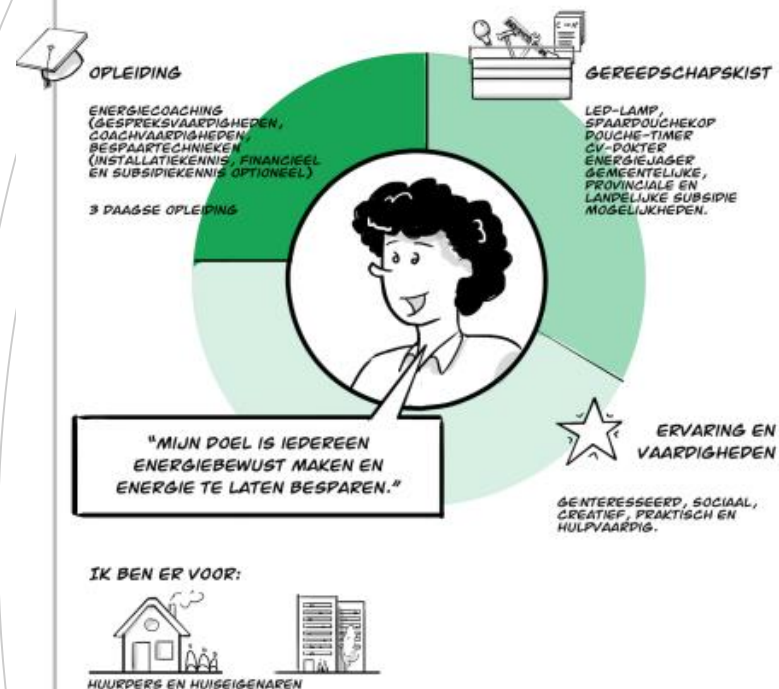 OPLEIDING
ENERGIECOACHING
(GESPREKSVAARDIGHEDEN,
COACHVAARDIGHEDEN,
BESPAARTECHNIEKEN
(INSTALLATIEKENNIS, FINANCIEEL
EN SUBSIDIEKENNIS OPTIONEEL)
3 DAAGSE OPLEIDING
GEREEDSCHAPSKIST
LED-LAMP,
SPAARDOUCHEKOP
DOUCHE-TIMER
CV-DOKTER
ENERGIEJAGER
GEMEENTELIJKE,
PROVINCIALE EN
LANDELIJKE SUBSIDIE
MOGELIJKHEDEN.
"MIJN DOEL IS IEDEREEN
ENERGIEBEWUST MAKEN EN
ENERGIE TE LATEN BESPAREN."
ERVARING EN
VAARDIGHEDEN
GEINTERESSEERD, SOCIAAL,
CREATIEF, PRAKTISCH EN
HULPVAARDIG.
IK BEN ER VOOR:
HUURDERS EN HUISEIGENAREN